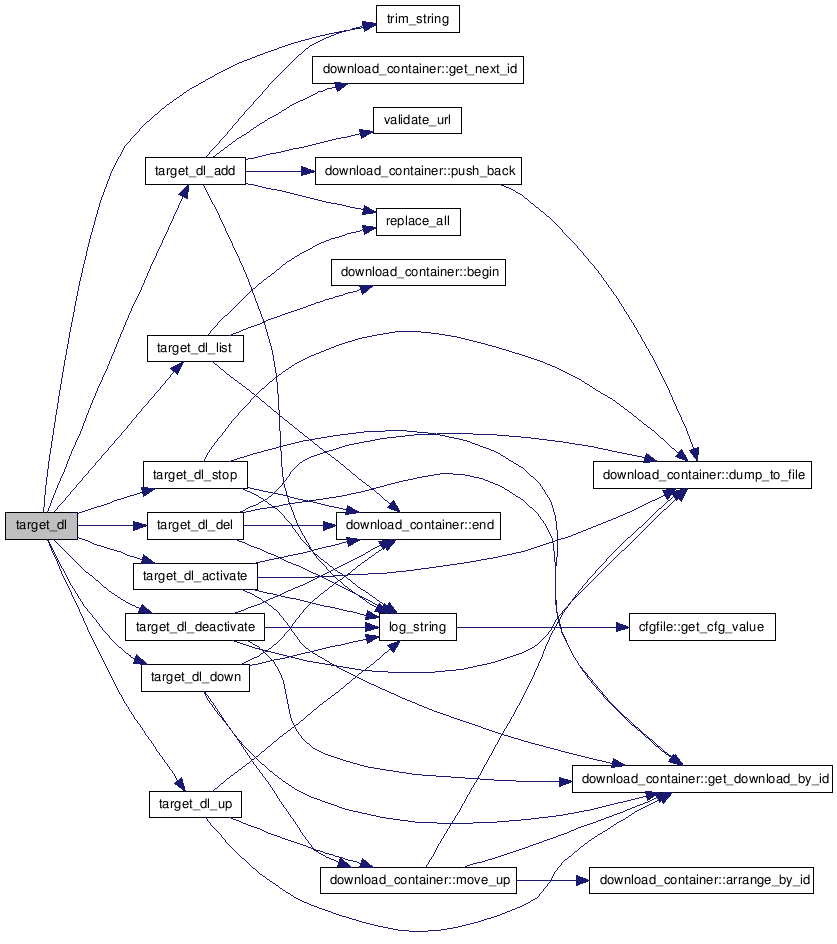 trim_string
download_container::get_next_id
validate_url
target_dl_add
download_container::push_back
replace_all
download_container::begin
target_dl_list
target_dl_stop
download_container::dump_to_file
target_dl
target_dl_del
download_container::end
target_dl_activate
target_dl_deactivate
log_string
cfgfile::get_cfg_value
target_dl_down
download_container::get_download_by_id
target_dl_up
download_container::move_up
download_container::arrange_by_id